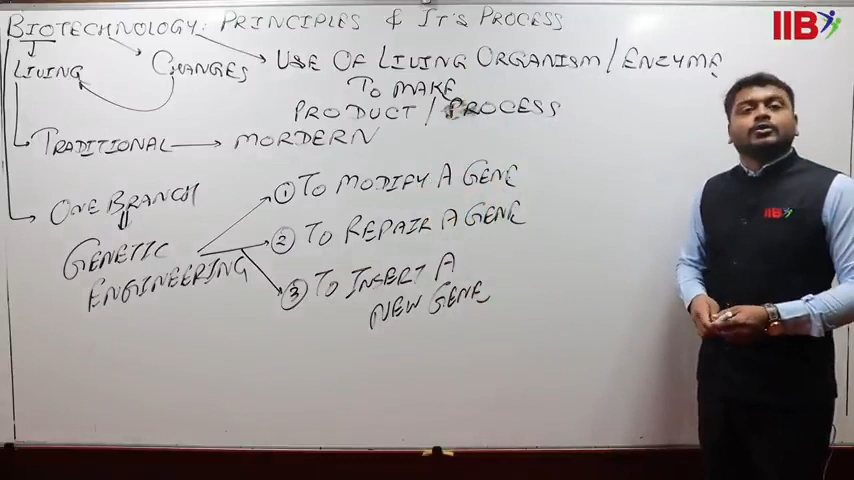 BIOTECHNOLOGY: PRINCIPLES & IT'S PROCESS
IIB
LIVING CHANGES USE OF LIVING ORGANISM / ENZYME
TO MAKE
PRODUCT / PROCESS
TRADITIONAL MORDERN
ONE BRANCH
GENETIC
ENGINEERING
① TO MODIFY A GENE
② TO REPAIR A GENE
③ TO INSERT A
NEW GENE
IIB